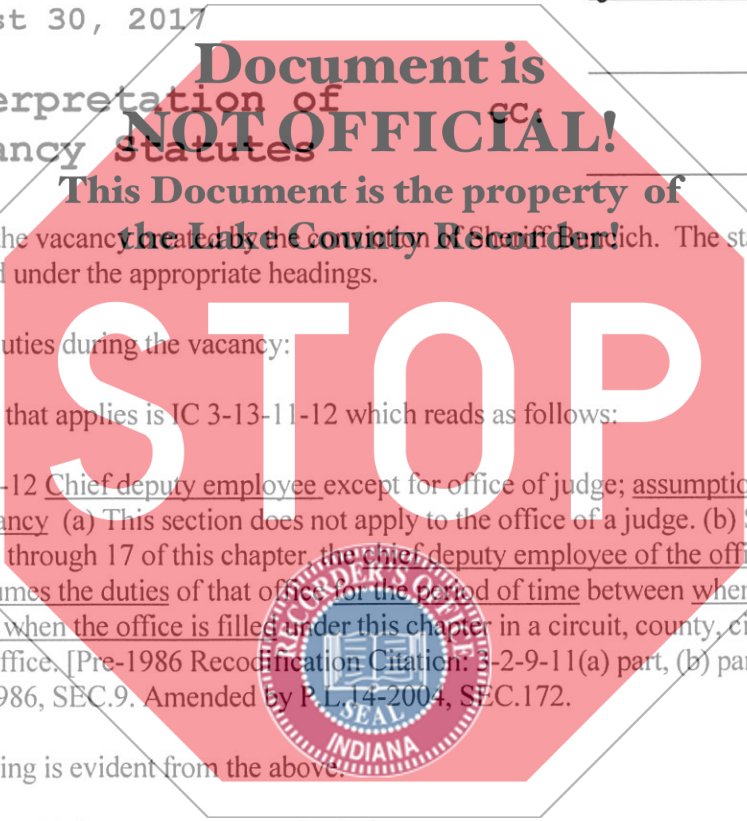 st 30, 2017
Document is
erpretation of
CC:
NOT OFFICIAL!
ancy Statutes
This Document is the property of
the Lake County Recorder!
he vacancy created by the conviction of Sheriff Buncich. The sta
l under the appropriate headings.
uties during the vacancy:
STOP
that applies is IC 3-13-11-12 which reads as follows:
-12 Chief deputy employee except for office of judge; assumptio
ancy (a) This section does not apply to the office of a judge. (b) S
through 17 of this chapter, the chief deputy employee of the offi
umes the duties of that office for the period of time between when
when the office is filled under this chapter in a circuit, county, ci
ffice. [Pre-1986 Recodification Citation: 3-2-9-11(a) part, (b) par
986, SEC.9. Amended by P.L.14-2004, SEC.172.
RECORDER'S OFFICE
SEAL
INDIANA
ing is evident from the above.